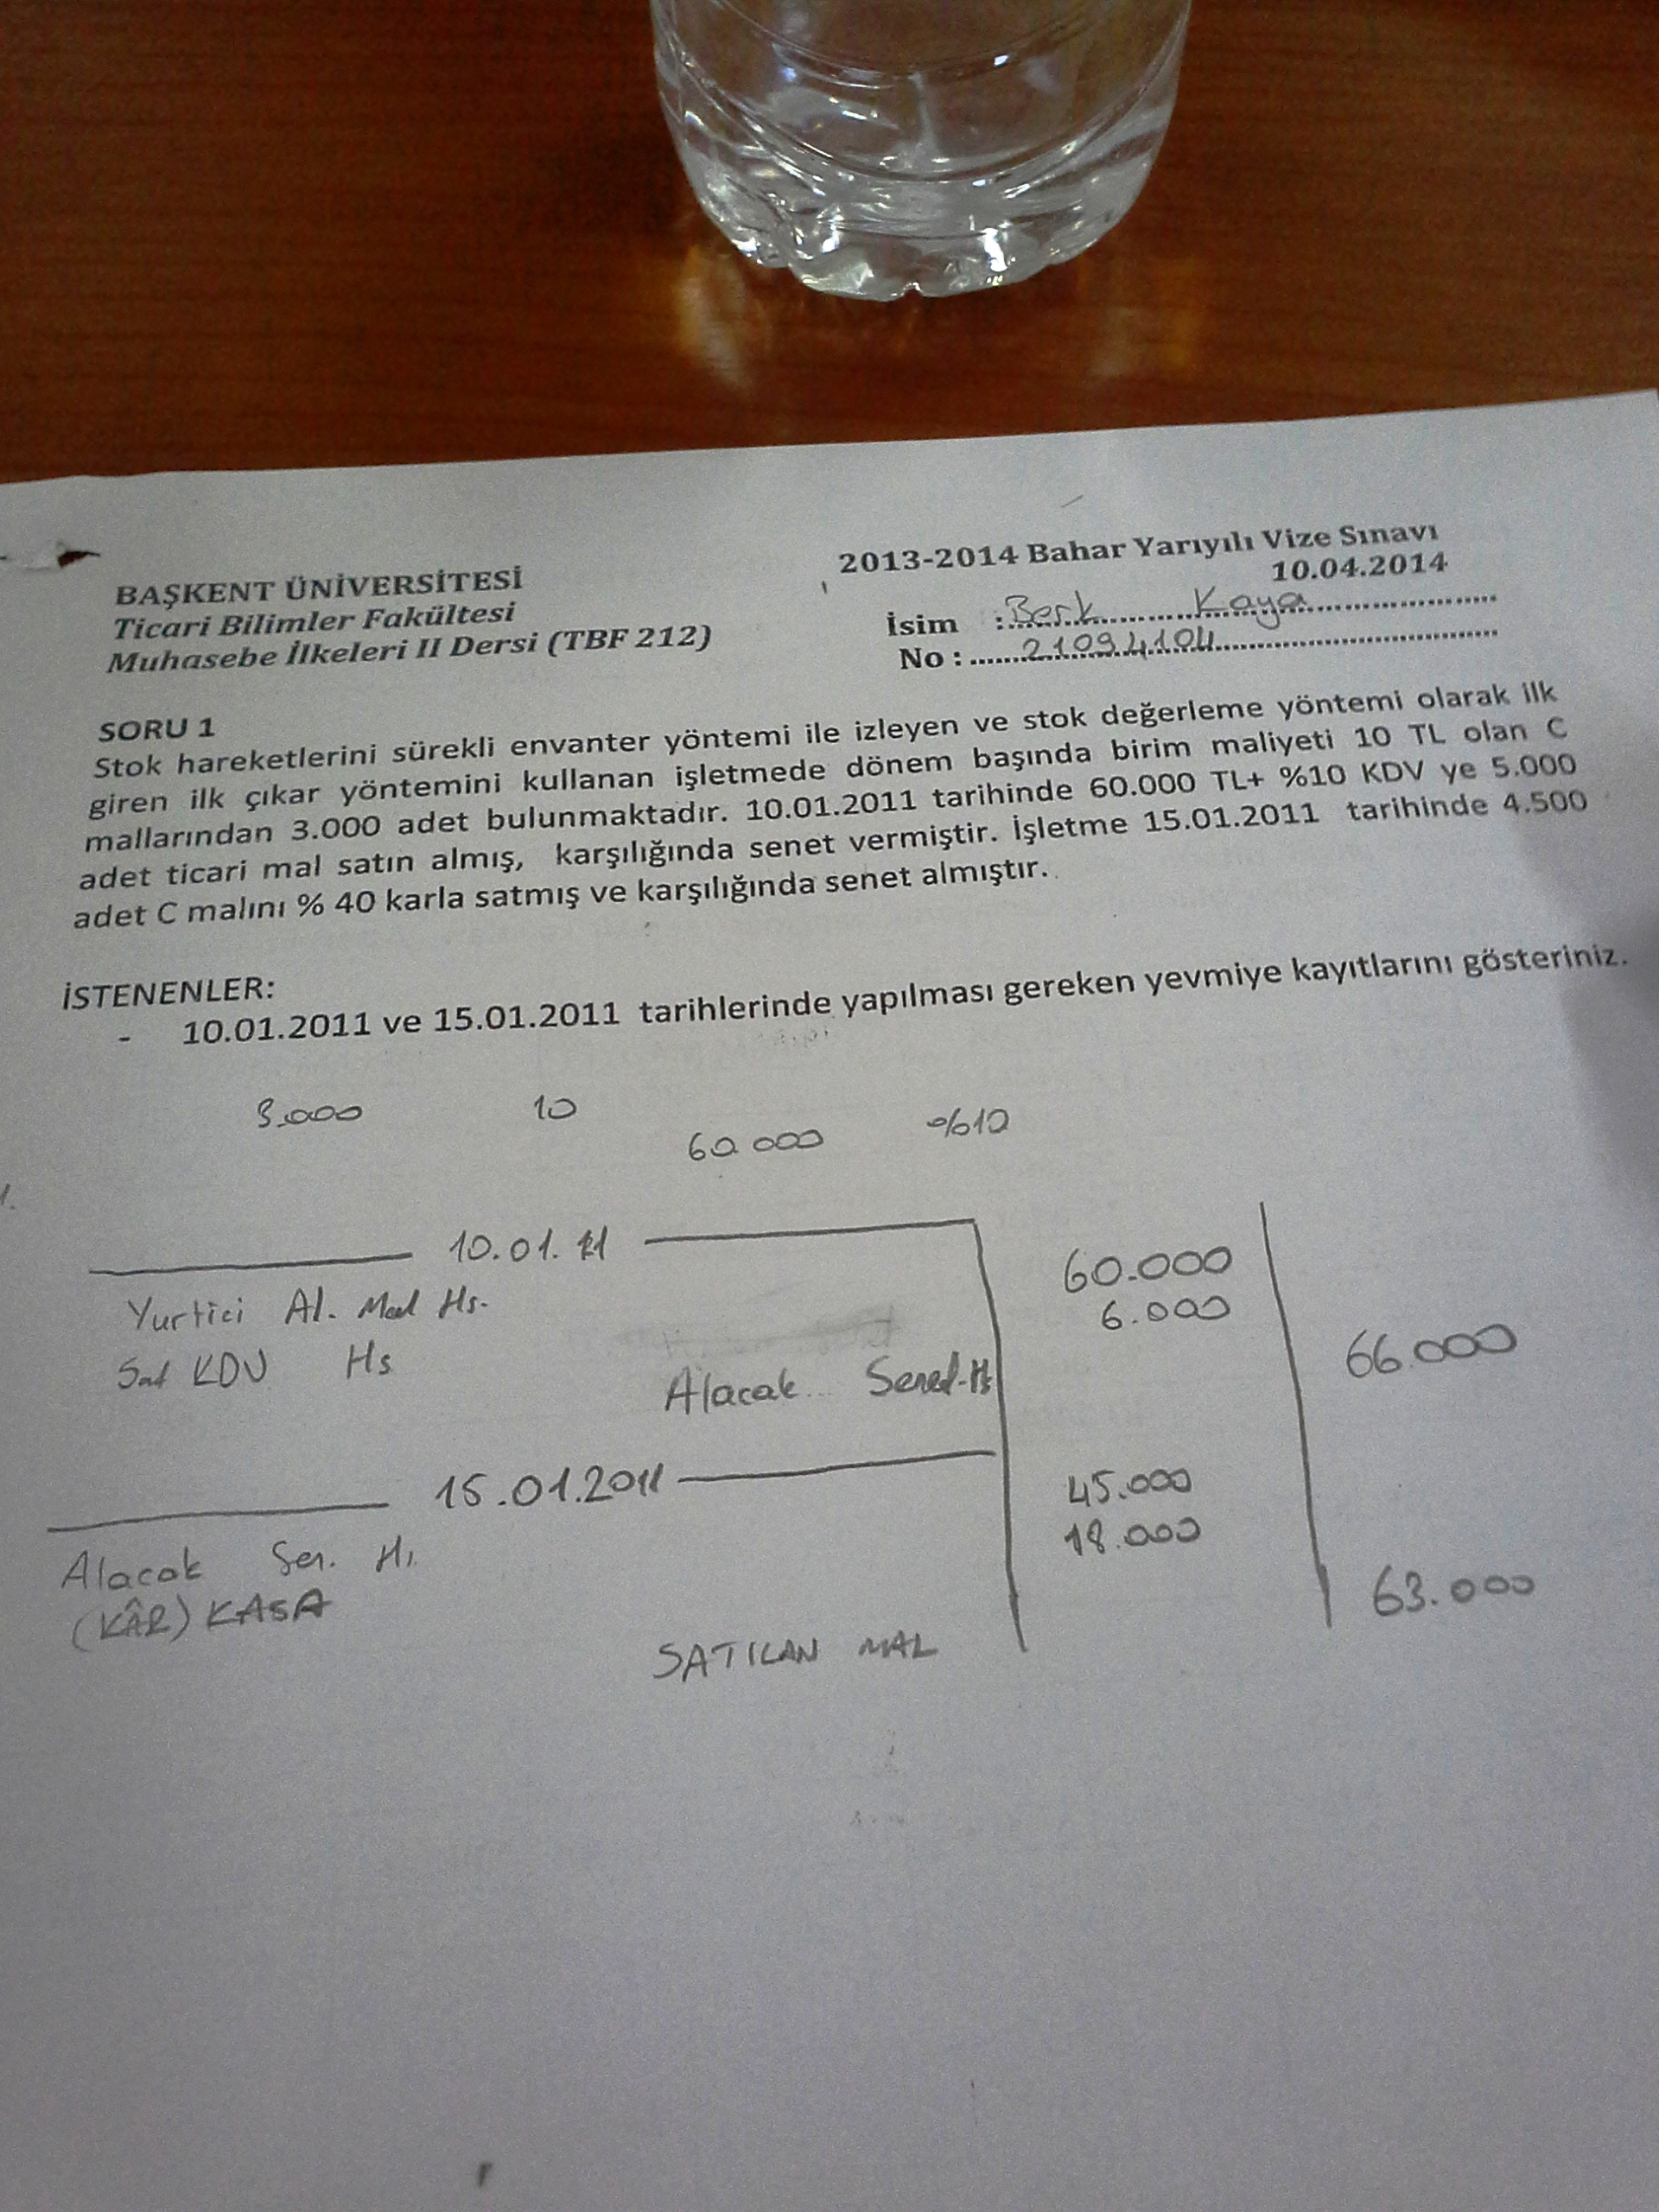 BAŞKENT ÜNİVERSİTESİ
Ticari Bilimler Fakültesi
Muhasebe İlkeleri II Dersi (TBF 212)
2013-2014 Bahar Yarıyılı Vize Sınavı
10.04.2014
İsim : Berk Kaya
No : 21094104
SORU 1
Stok hareketlerini sürekli envanter yöntemi ile izleyen ve stok değerleme yöntemi olarak ilk
giren ilk çıkar yöntemini kullanan işletmede dönem başında birim maliyeti 10 TL olan C
mallarından 3.000 adet bulunmaktadır. 10.01.2011 tarihinde 60.000 TL+ %10 KDV ye 5.000
adet ticari mal satın almış, karşılığında senet vermiştir. İşletme 15.01.2011 tarihinde 4.500
adet C malını % 40 karla satmış ve karşılığında senet almıştır.
İSTENENLER:
- 10.01.2011 ve 15.01.2011 tarihlerinde yapılması gereken yevmiye kayıtlarını gösteriniz.
3.000 10
60.000 %10
1.
10.01.11
Yurtici Al. Mal Hs. 60.000
6.000
Sat KDV Hs 66.000
Alacak Sened. Hs
15.01.2011
45.000
18.000
Alacak Sen. Hs.
(KÂR) KASA 63.000
SATILAN MAL